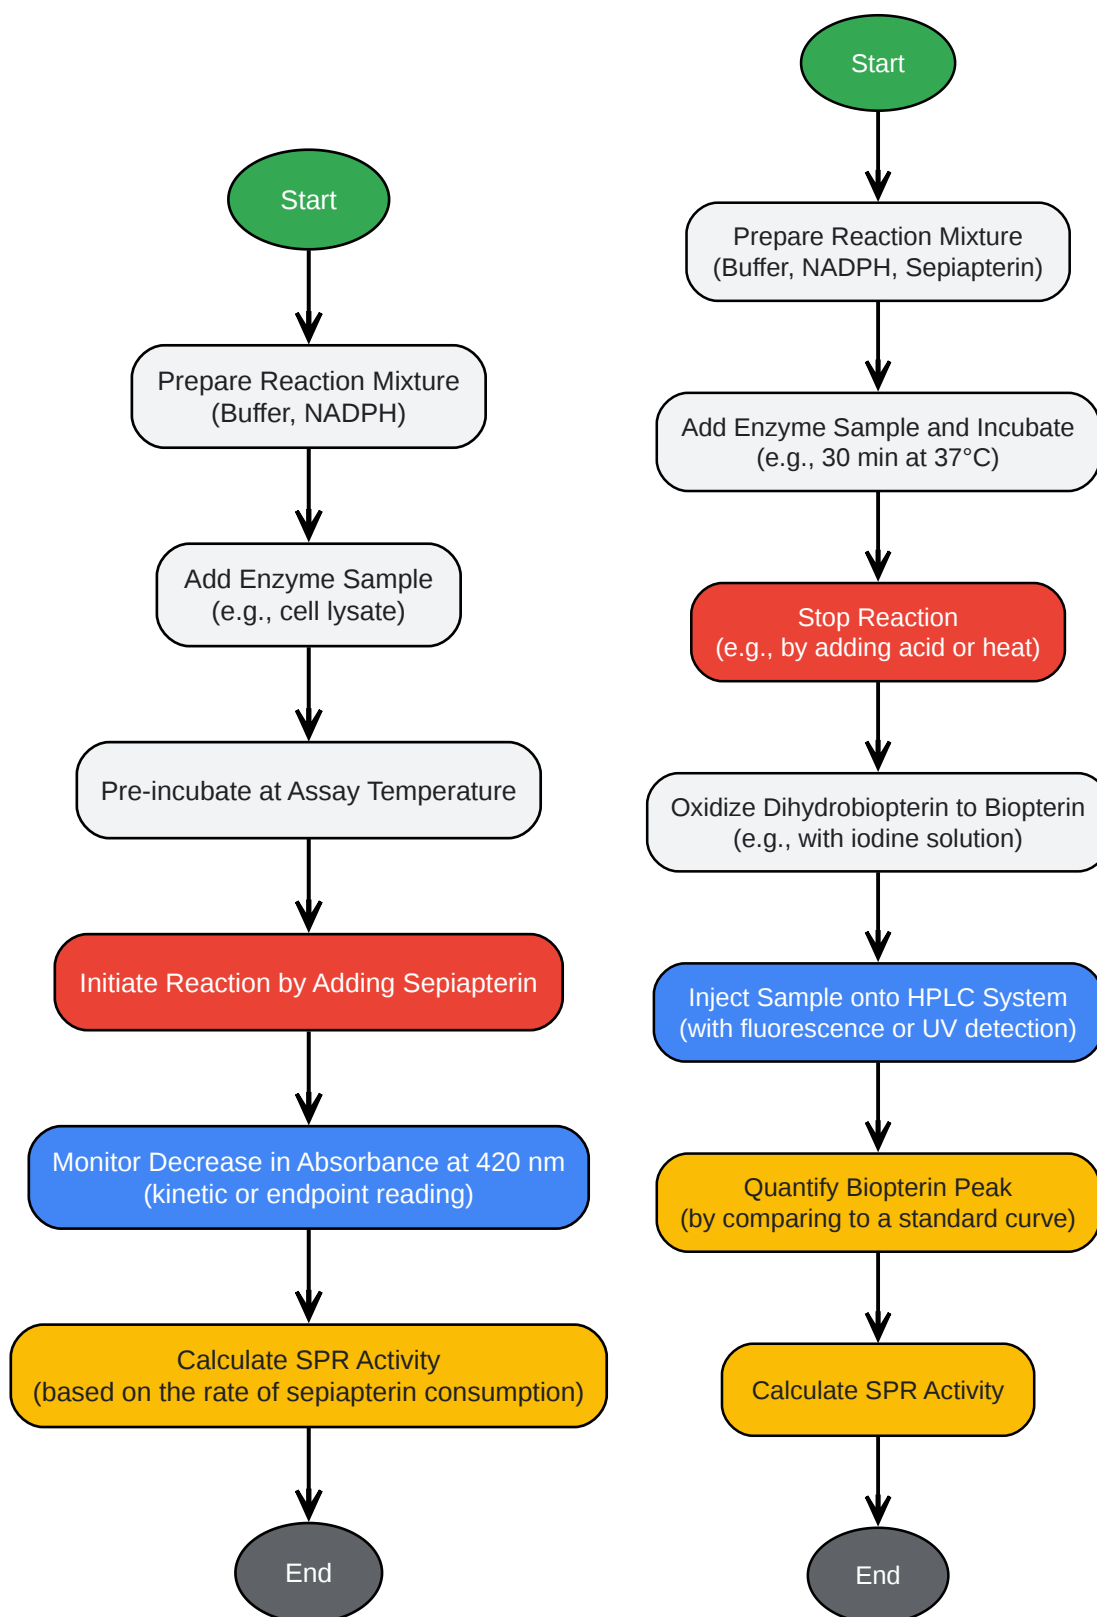 Start
Prepare Reaction Mixture
(Buffer, NADPH)
Add Enzyme Sample
(e.g., cell lysate)
Pre-incubate at Assay Temperature
Initiate Reaction by Adding Sepiapterin
Monitor Decrease in Absorbance at 420 nm
(kinetic or endpoint reading)
Calculate SPR Activity
(based on the rate of sepiapterin consumption)
End
Start
Prepare Reaction Mixture
(Buffer, NADPH, Sepiapterin)
Add Enzyme Sample and Incubate
(e.g., 30 min at 37°C)
Stop Reaction
(e.g., by adding acid or heat)
Oxidize Dihydrobiopterin to Biopterin
(e.g., with iodine solution)
Inject Sample onto HPLC System
(with fluorescence or UV detection)
Quantify Biopterin Peak
(by comparing to a standard curve)
Calculate SPR Activity
End